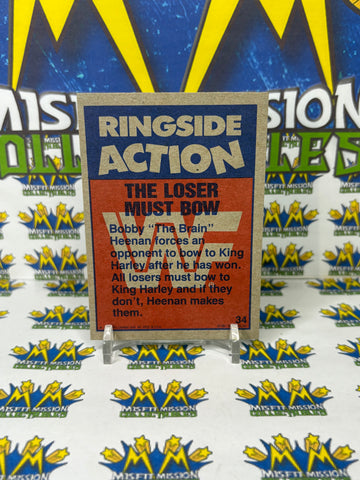 RINGSIDE
ACTION
THE LOSER
MUST BOW
Bobby "The Brain"
Heenan forces an
opponent to bow to King
Harley after he has won.
All losers must bow to
King Harley and if they
don't, Heenan makes
them.
34
MISFIT MISSION
COLLECTIBLES